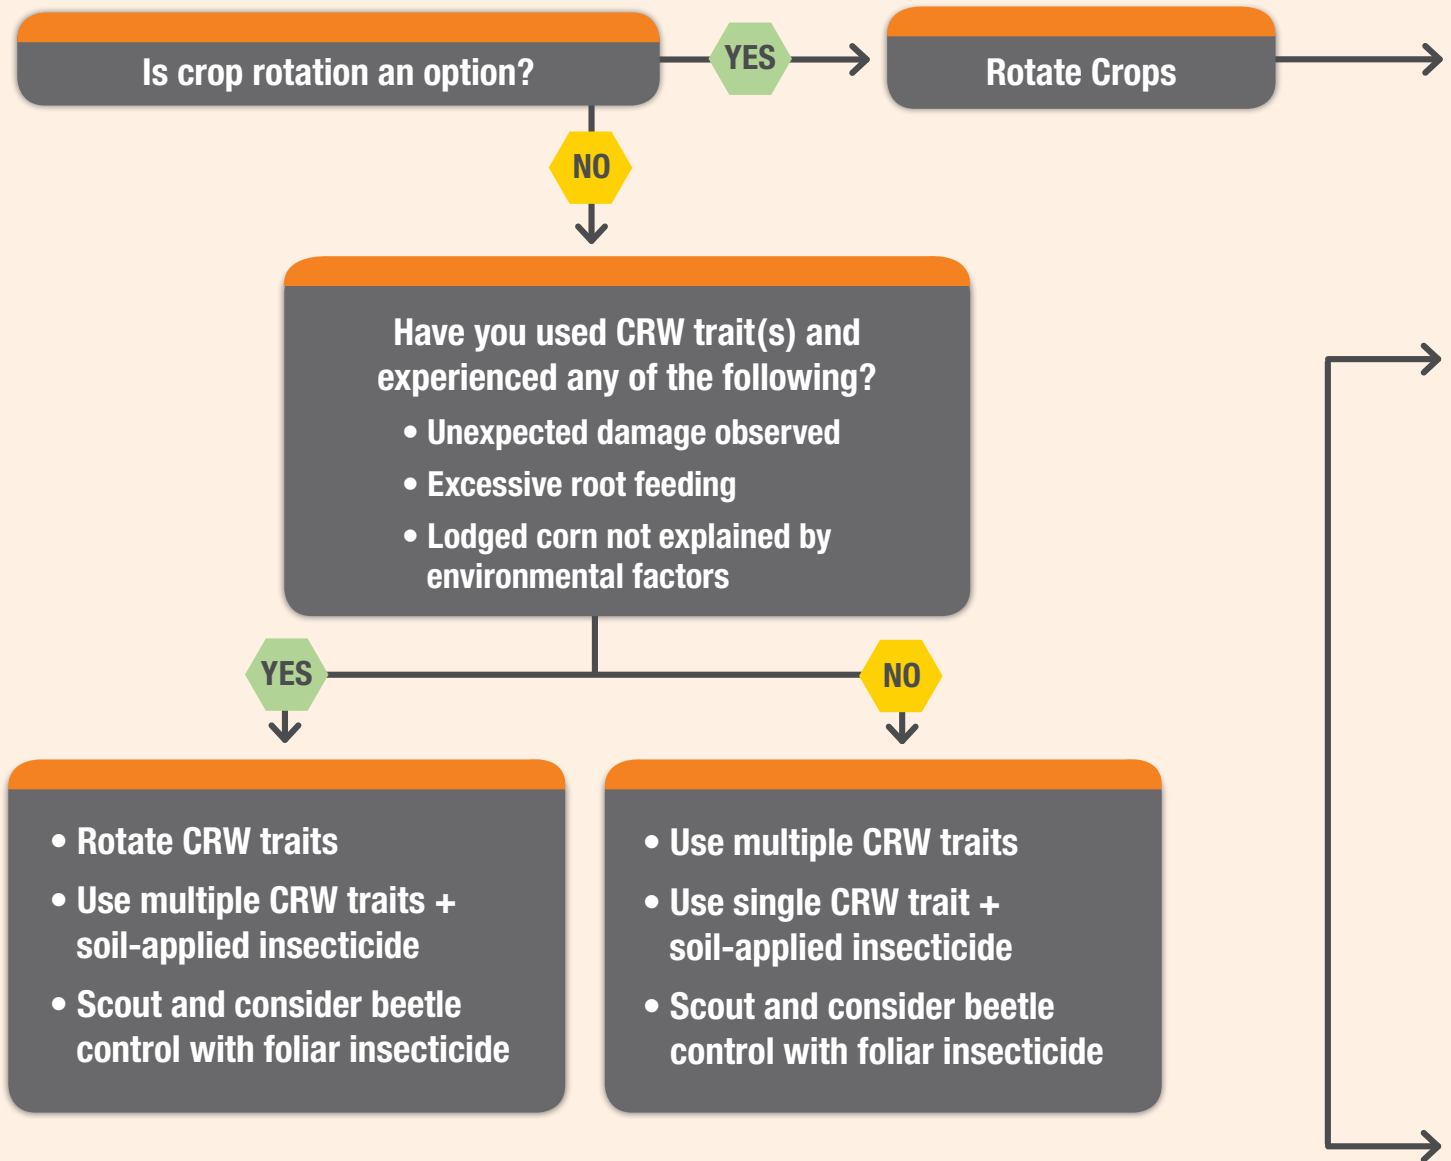 Is crop rotation an option?
YES
Rotate Crops
NO
Have you used CRW trait(s) and
experienced any of the following?
• Unexpected damage observed
• Excessive root feeding
• Lodged corn not explained by
environmental factors
YES
NO
• Rotate CRW traits
• Use multiple CRW traits +
soil-applied insecticide
• Scout and consider beetle
control with foliar insecticide
• Use multiple CRW traits
• Use single CRW trait +
soil-applied insecticide
• Scout and consider beetle
control with foliar insecticide